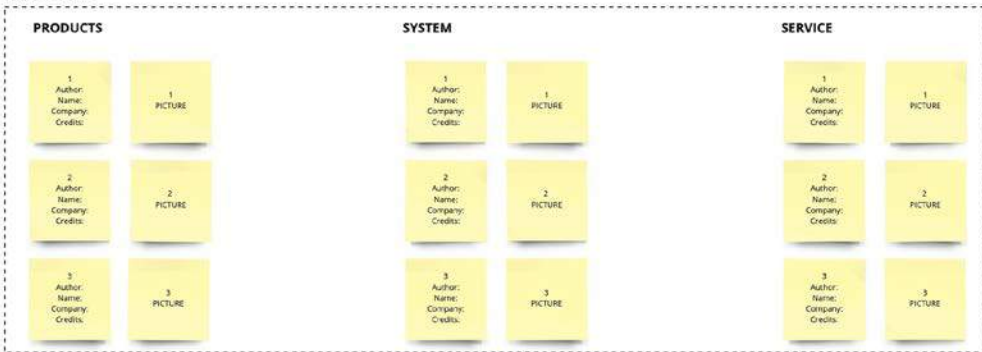 PRODUCTS
SYSTEM
SERVICE
1
Author:
Name:
Company:
Credits:
1
PICTURE
1
Author:
Name:
Company:
Credits:
1
PICTURE
1
Author:
Name:
Company:
Credits:
1
PICTURE
2
Author:
Name:
Company:
Credits:
2
PICTURE
2
Author:
Name:
Company:
Credits:
2
PICTURE
2
Author:
Name:
Company:
Credits:
2
PICTURE
3
Author:
Name:
Company:
Credits:
3
PICTURE
3
Author:
Name:
Company:
Credits:
3
PICTURE
3
Author:
Name:
Company:
Credits:
3
PICTURE